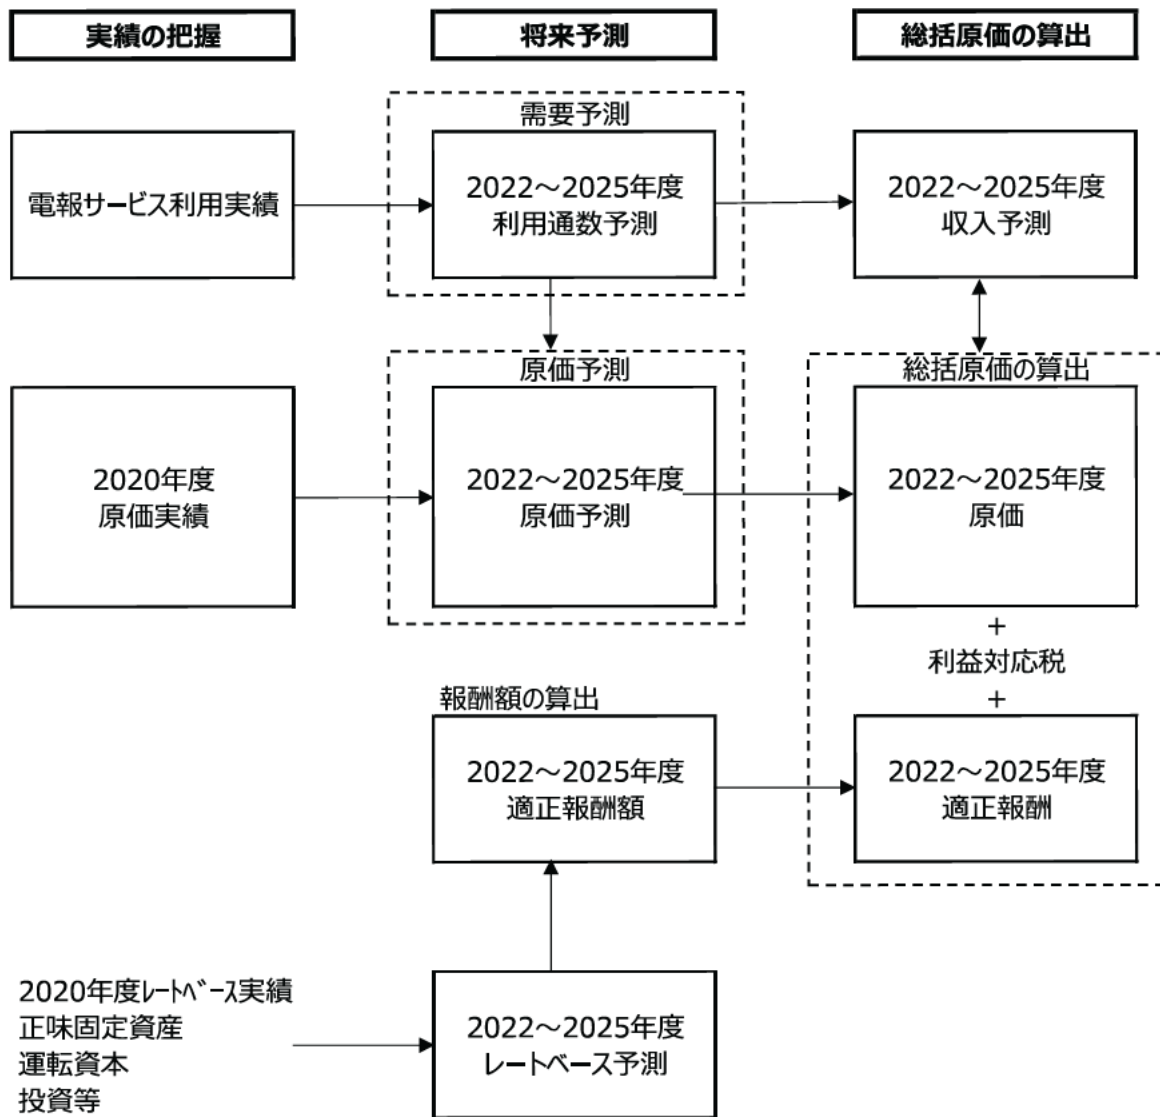 実績の把握
将来予測
総括原価の算出
需要予測
電報サービス利用実績
2022～2025年度
利用通数予測
2022～2025年度
収入予測
原価予測
総括原価の算出
2020年度
原価実績
2022～2025年度
原価予測
2022～2025年度
原価
+
利益対応税
+
報酬額の算出
2022～2025年度
適正報酬額
2022～2025年度
適正報酬
2020年度ﾚｰﾄﾍﾞｰｽ実績
正味固定資産
運転資本
投資等
2022～2025年度
レートベース予測